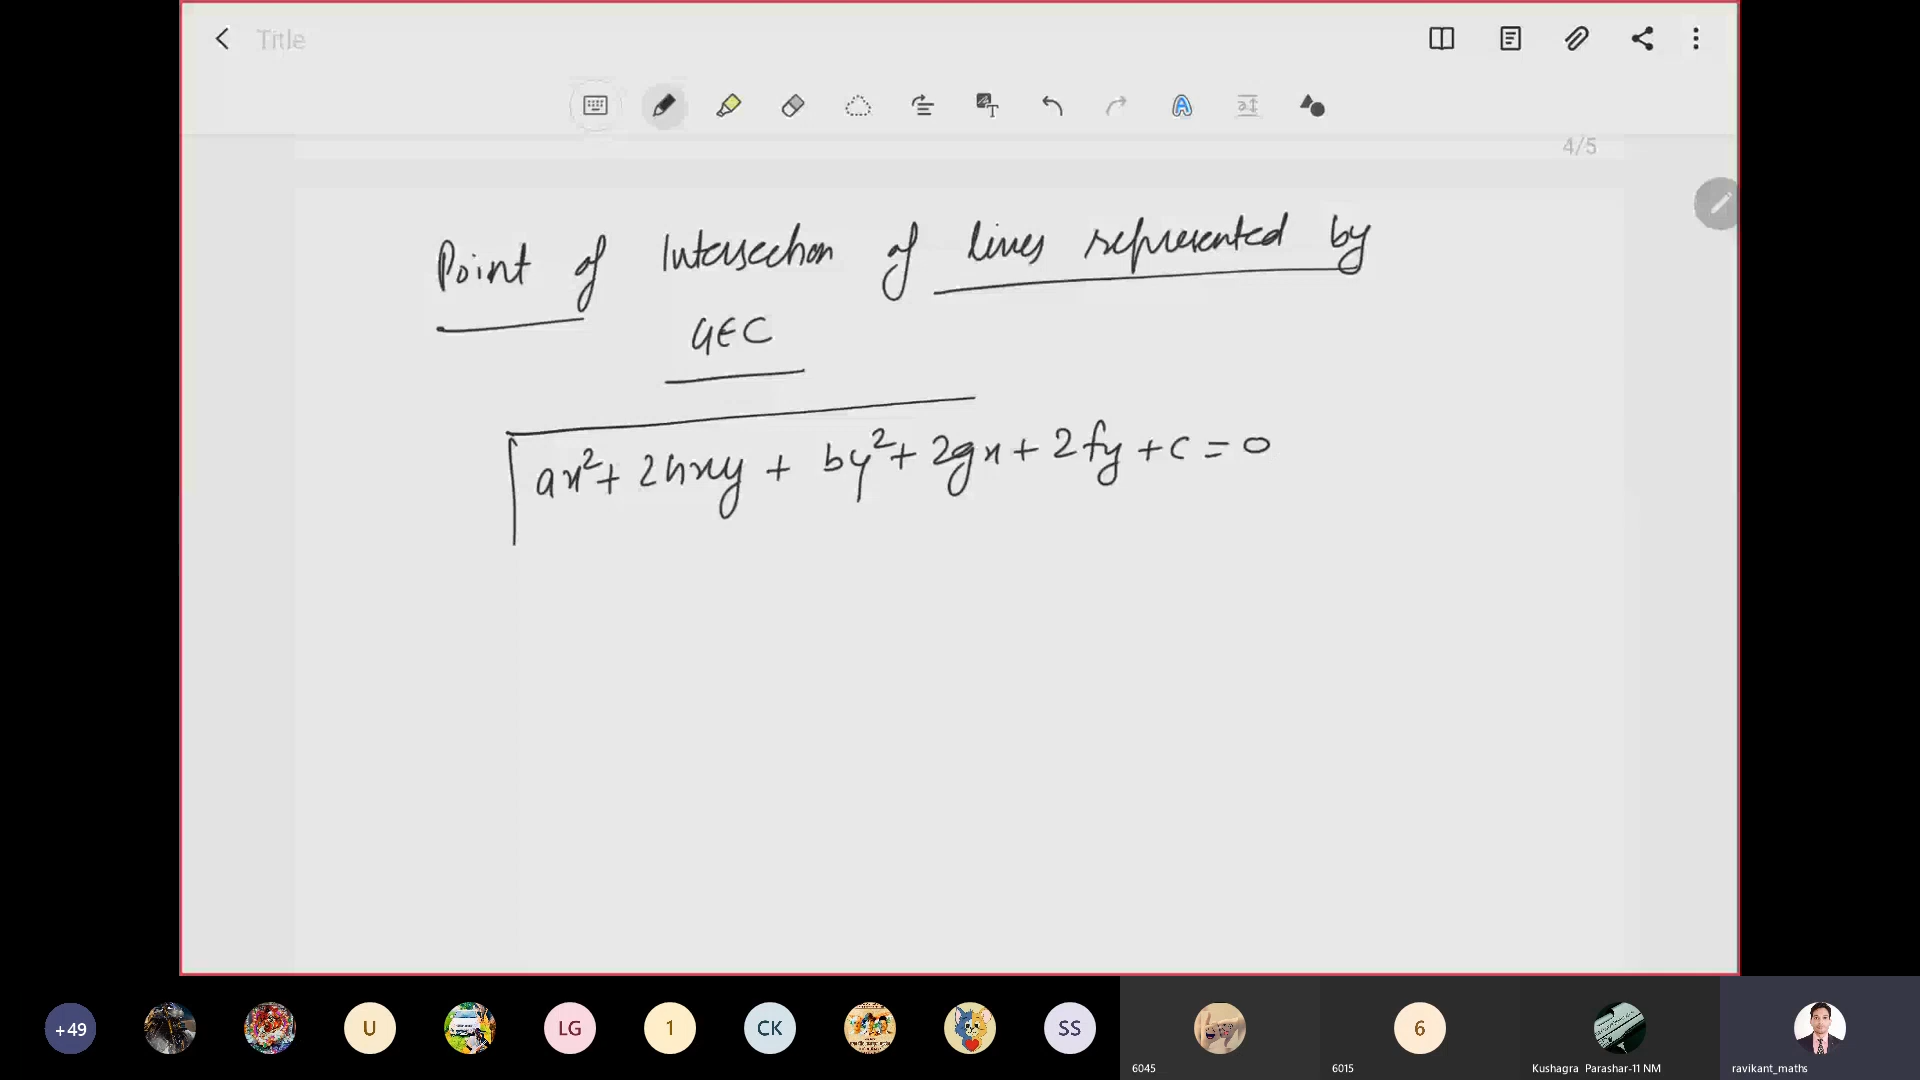 Title
4/5
Point of Intersection of lines represented by
GEC
ax²+ 2hxy + by²+ 2gx + 2fy + c = 0
+49
U
LG
1
CK
SS
6
6045
6015
Kushagra Parashar-11 NM
ravikant_maths